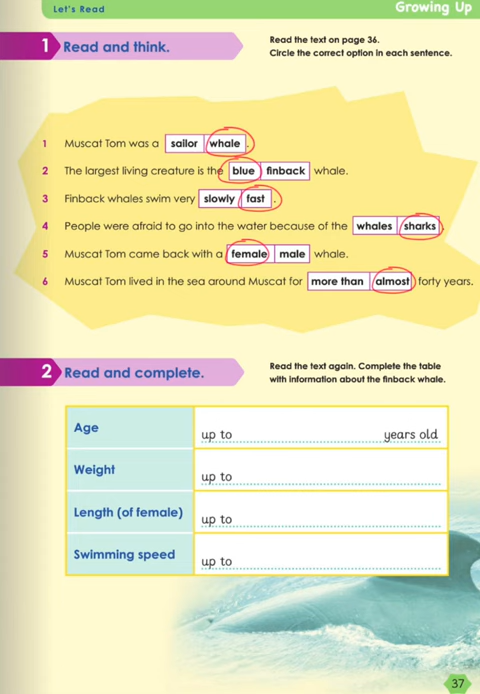 Let's Read
Growing Up
1 Read and think.
Read the text on page 36.
Circle the correct option in each sentence.
1 Muscat Tom was a sailor whale .
2 The largest living creature is the blue finback whale.
3 Finback whales swim very slowly fast .
4 People were afraid to go into the water because of the whales sharks .
5 Muscat Tom came back with a female male whale.
6 Muscat Tom lived in the sea around Muscat for more than almost forty years.
2 Read and complete.
Read the text again. Complete the table
with information about the finback whale.
Age up to years old
Weight up to
Length (of female) up to
Swimming speed up to
37